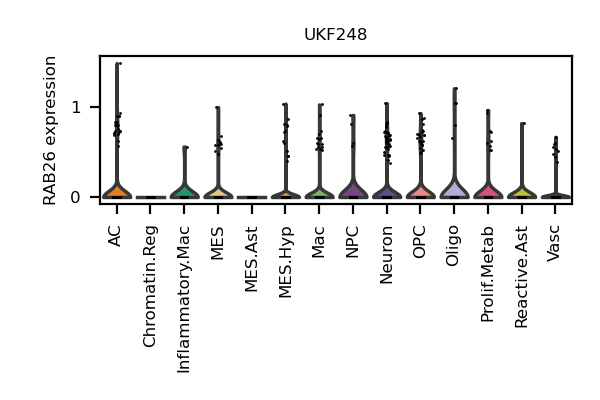 UKF248
RAB26 expression
1
0
AC
Chromatin.Reg
Inflammatory.Mac
MES
MES.Ast
MES.Hyp
Mac
NPC
Neuron
OPC
Oligo
Prolif.Metab
Reactive.Ast
Vasc